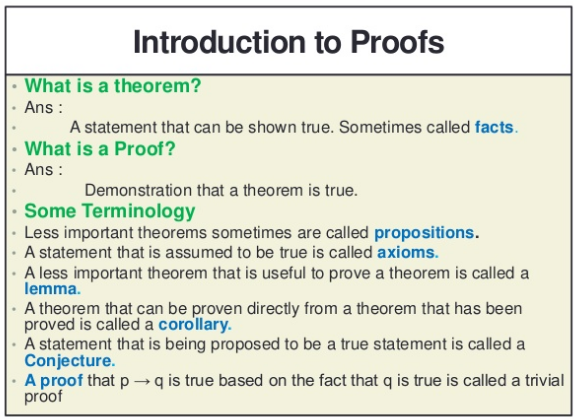 Introduction to Proofs
• What is a theorem?
• Ans :
• A statement that can be shown true. Sometimes called facts.
• What is a Proof?
• Ans :
• Demonstration that a theorem is true.
• Some Terminology
• Less important theorems sometimes are called propositions.
• A statement that is assumed to be true is called axioms.
• A less important theorem that is useful to prove a theorem is called a
lemma.
• A theorem that can be proven directly from a theorem that has been
proved is called a corollary.
• A statement that is being proposed to be a true statement is called a
Conjecture.
• A proof that p → q is true based on the fact that q is true is called a trivial
proof